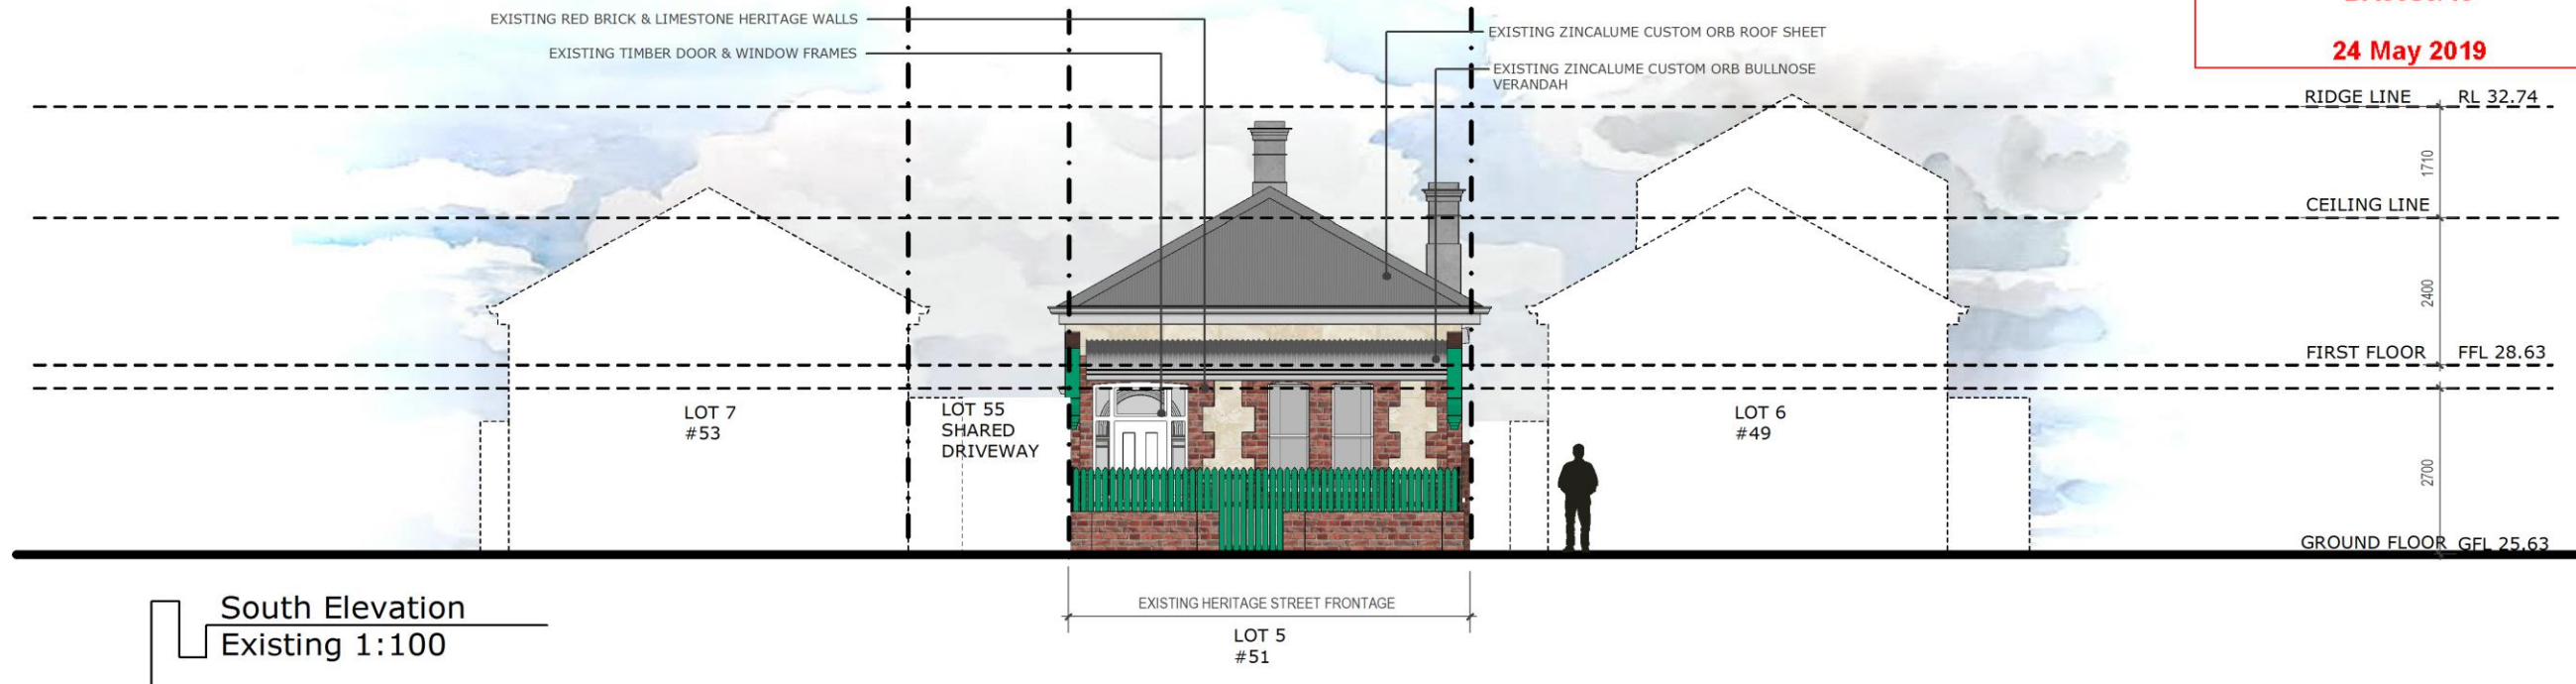 EXISTING RED BRICK & LIMESTONE HERITAGE WALLS
EXISTING TIMBER DOOR & WINDOW FRAMES
EXISTING ZINCALUME CUSTOM ORB ROOF SHEET
EXISTING ZINCALUME CUSTOM ORB BULLNOSE
VERANDAH
24 May 2019
RIDGE LINE RL 32.74
1710
CEILING LINE
2400
FIRST FLOOR FFL 28.63
2700
GROUND FLOOR GFL 25.63
LOT 7
#53
LOT 55
SHARED
DRIVEWAY
LOT 6
#49
EXISTING HERITAGE STREET FRONTAGE
LOT 5
#51
South Elevation
Existing 1:100